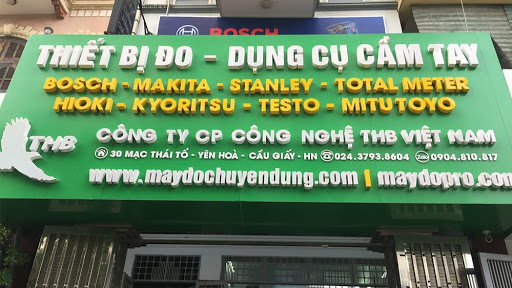 BOSCH
THIẾT BỊ ĐO - DỤNG CỤ CẦM TAY
BOSCH - MAKITA - STANLEY - TOTAL METER
HIOKI - KYORITSU - TESTO - MITUTOYO
THB
CÔNG TY CP CÔNG NGHỆ THB VIỆT NAM
30 MẠC THÁI TỔ - YÊN HOÀ - CẦU GIẤY - HN 024.3793.8604 0904.810.817
www.maydochuyendung.com | maydopro.com